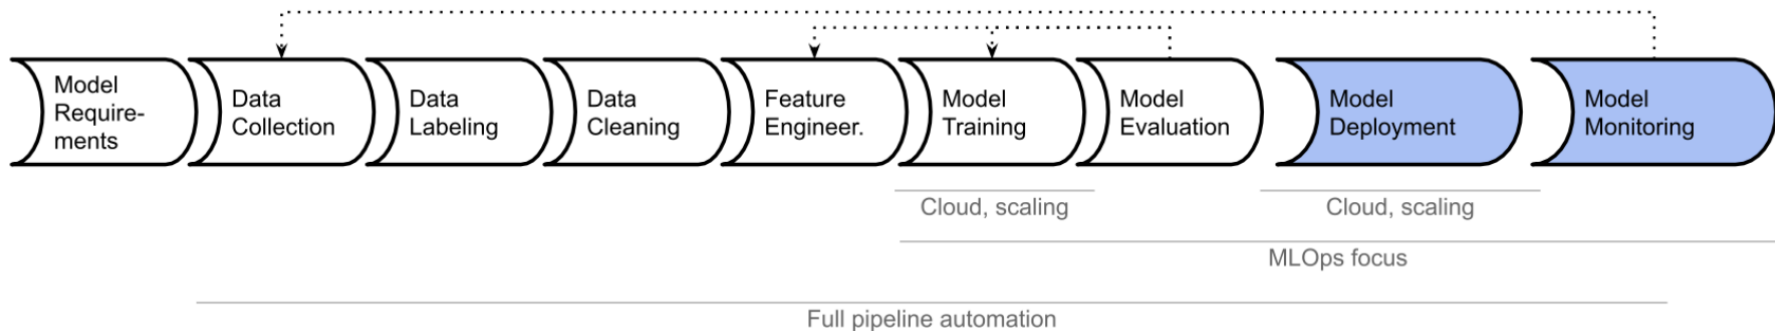 Model
Require-
ments
Data
Collection
Data
Labeling
Data
Cleaning
Feature
Engineer.
Model
Training
Model
Evaluation
Model
Deployment
Model
Monitoring
Cloud, scaling
Cloud, scaling
MLOps focus
Full pipeline automation